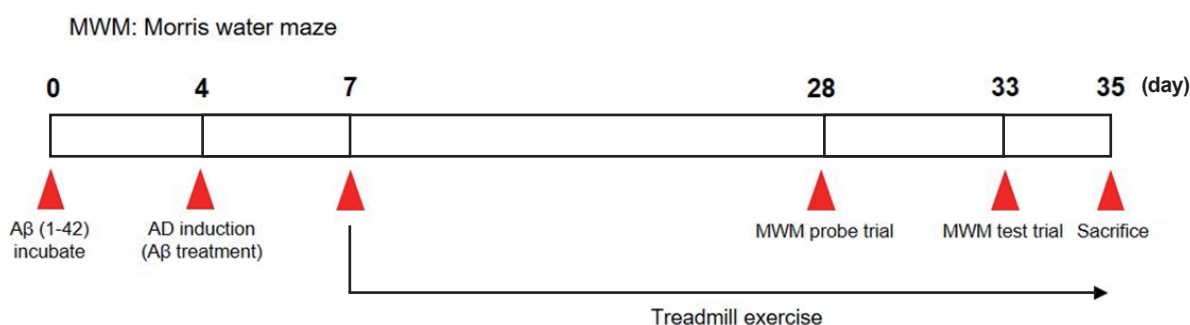 MWM: Morris water maze
0 4 7 28 33 35 (day)
Aβ (1-42)
incubate
AD induction
(Aβ treatment)
MWM probe trial
MWM test trial
Sacrifice
Treadmill exercise